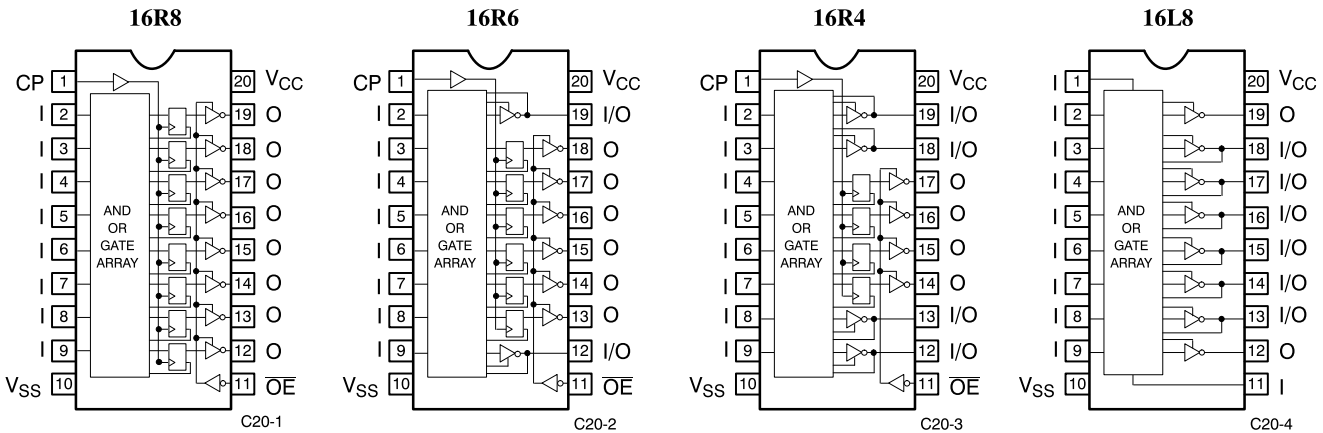 16R8
CP 1 20 VCC
I 2 19 O
I 3 18 O
I 4 17 O
I 5 16 O
I 6 15 O
I 7 14 O
I 8 13 O
I 9 12 O
VSS 10 11 OE
AND
OR
GATE
ARRAY
C20-1
16R6
CP 1 20 VCC
I 2 19 I/O
I 3 18 O
I 4 17 O
I 5 16 O
I 6 15 O
I 7 14 O
I 8 13 O
I 9 12 I/O
VSS 10 11 OE
AND
OR
GATE
ARRAY
C20-2
16R4
CP 1 20 VCC
I 2 19 I/O
I 3 18 I/O
I 4 17 O
I 5 16 O
I 6 15 O
I 7 14 O
I 8 13 I/O
I 9 12 I/O
VSS 10 11 OE
AND
OR
GATE
ARRAY
C20-3
16L8
I 1 20 VCC
I 2 19 O
I 3 18 I/O
I 4 17 I/O
I 5 16 I/O
I 6 15 I/O
I 7 14 I/O
I 8 13 I/O
I 9 12 O
VSS 10 11 I
AND
OR
GATE
ARRAY
C20-4